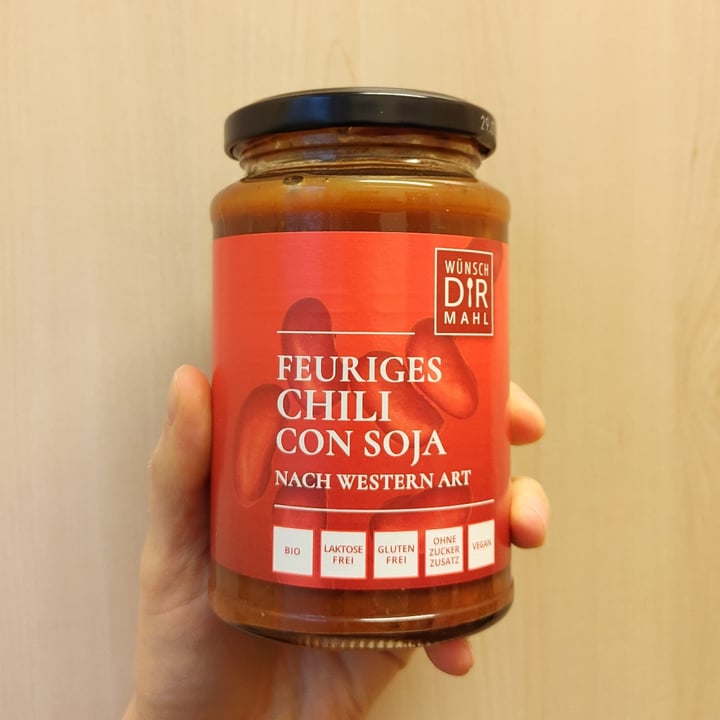 WÜNSCH
DIR
MAHL
FEURIGES
CHILI
CON SOJA
NACH WESTERN ART
BIO
LAKTOSE
FREI
GLUTEN
FREI
OHNE
ZUCKER
ZUSATZ
VEGAN